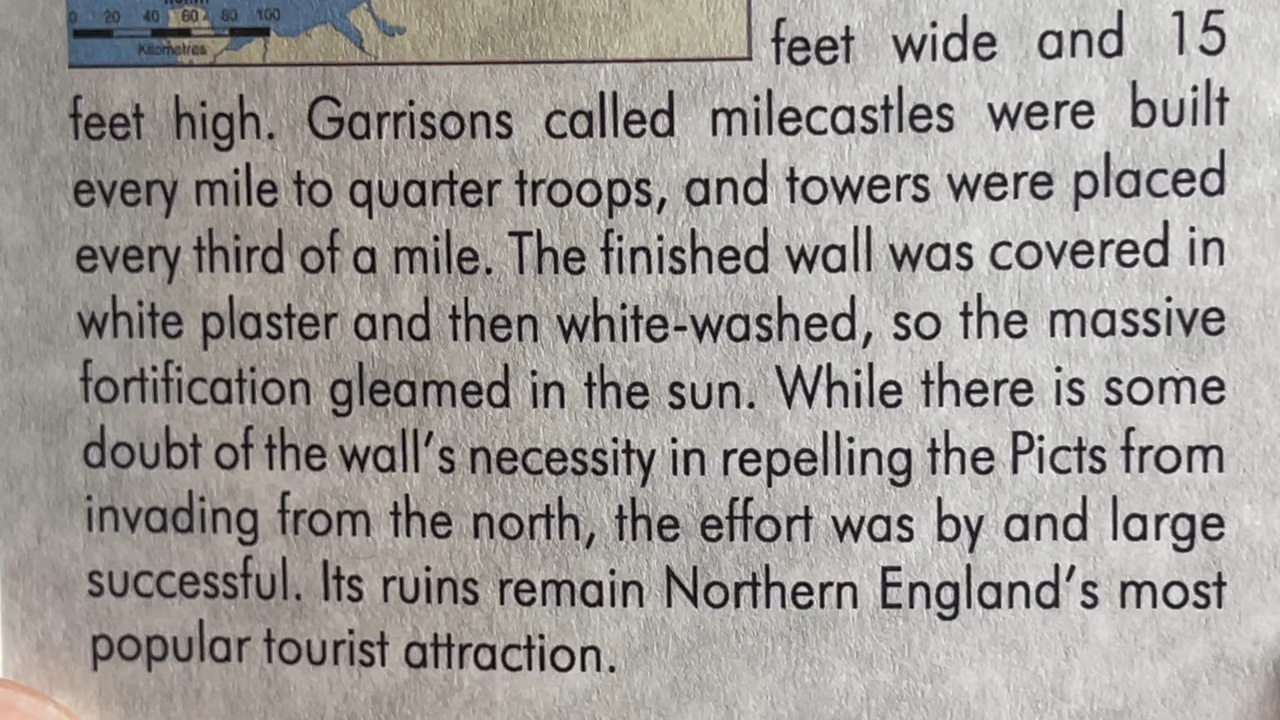 0 20 40 60 80 100
Kilometres
feet wide and 15
feet high. Garrisons called milecastles were built
every mile to quarter troops, and towers were placed
every third of a mile. The finished wall was covered in
white plaster and then white-washed, so the massive
fortification gleamed in the sun. While there is some
doubt of the wall's necessity in repelling the Picts from
invading from the north, the effort was by and large
successful. Its ruins remain Northern England's most
popular tourist attraction.